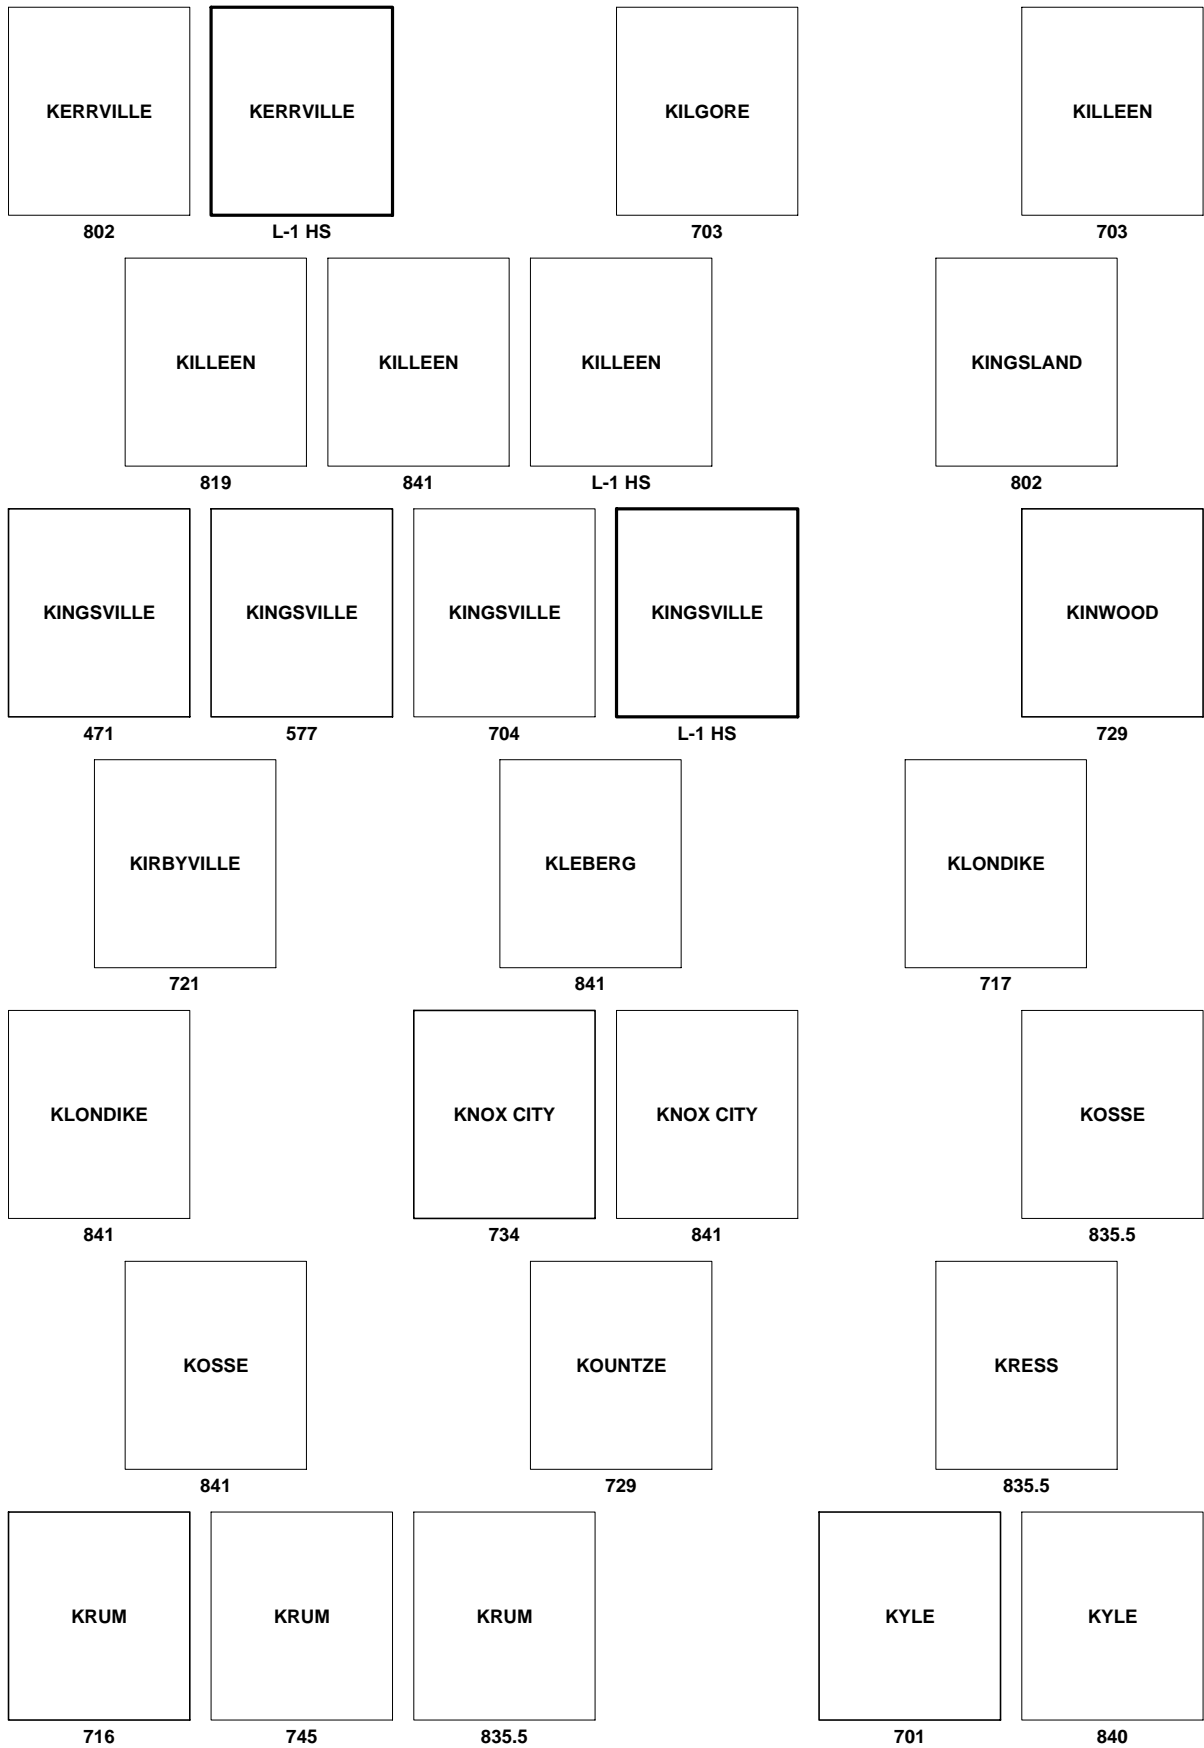 KERRVILLE KERRVILLE KILGORE KILLEEN
802 L-1 HS 703 703
KILLEEN KILLEEN KILLEEN KINGSLAND
819 841 L-1 HS 802
KINGSVILLE KINGSVILLE KINGSVILLE KINGSVILLE KINWOOD
471 577 704 L-1 HS 729
KIRBYVILLE KLEBERG KLONDIKE
721 841 717
KLONDIKE KNOX CITY KNOX CITY KOSSE
841 734 841 835.5
KOSSE KOUNTZE KRESS
841 729 835.5
KRUM KRUM KRUM KYLE KYLE
716 745 835.5 701 840